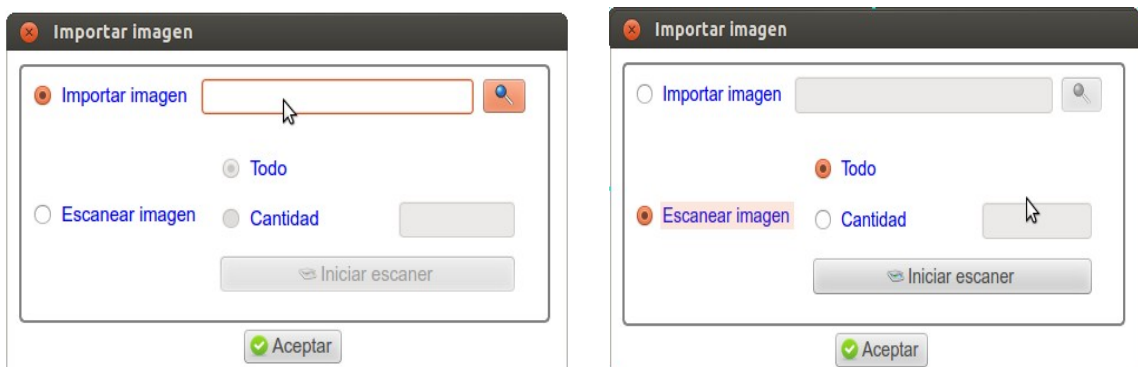 Importar imagen
Importar imagen
Todo
Escanear imagen
Cantidad
Iniciar escaner
Aceptar
Importar imagen
Importar imagen
Todo
Escanear imagen
Cantidad
Iniciar escaner
Aceptar